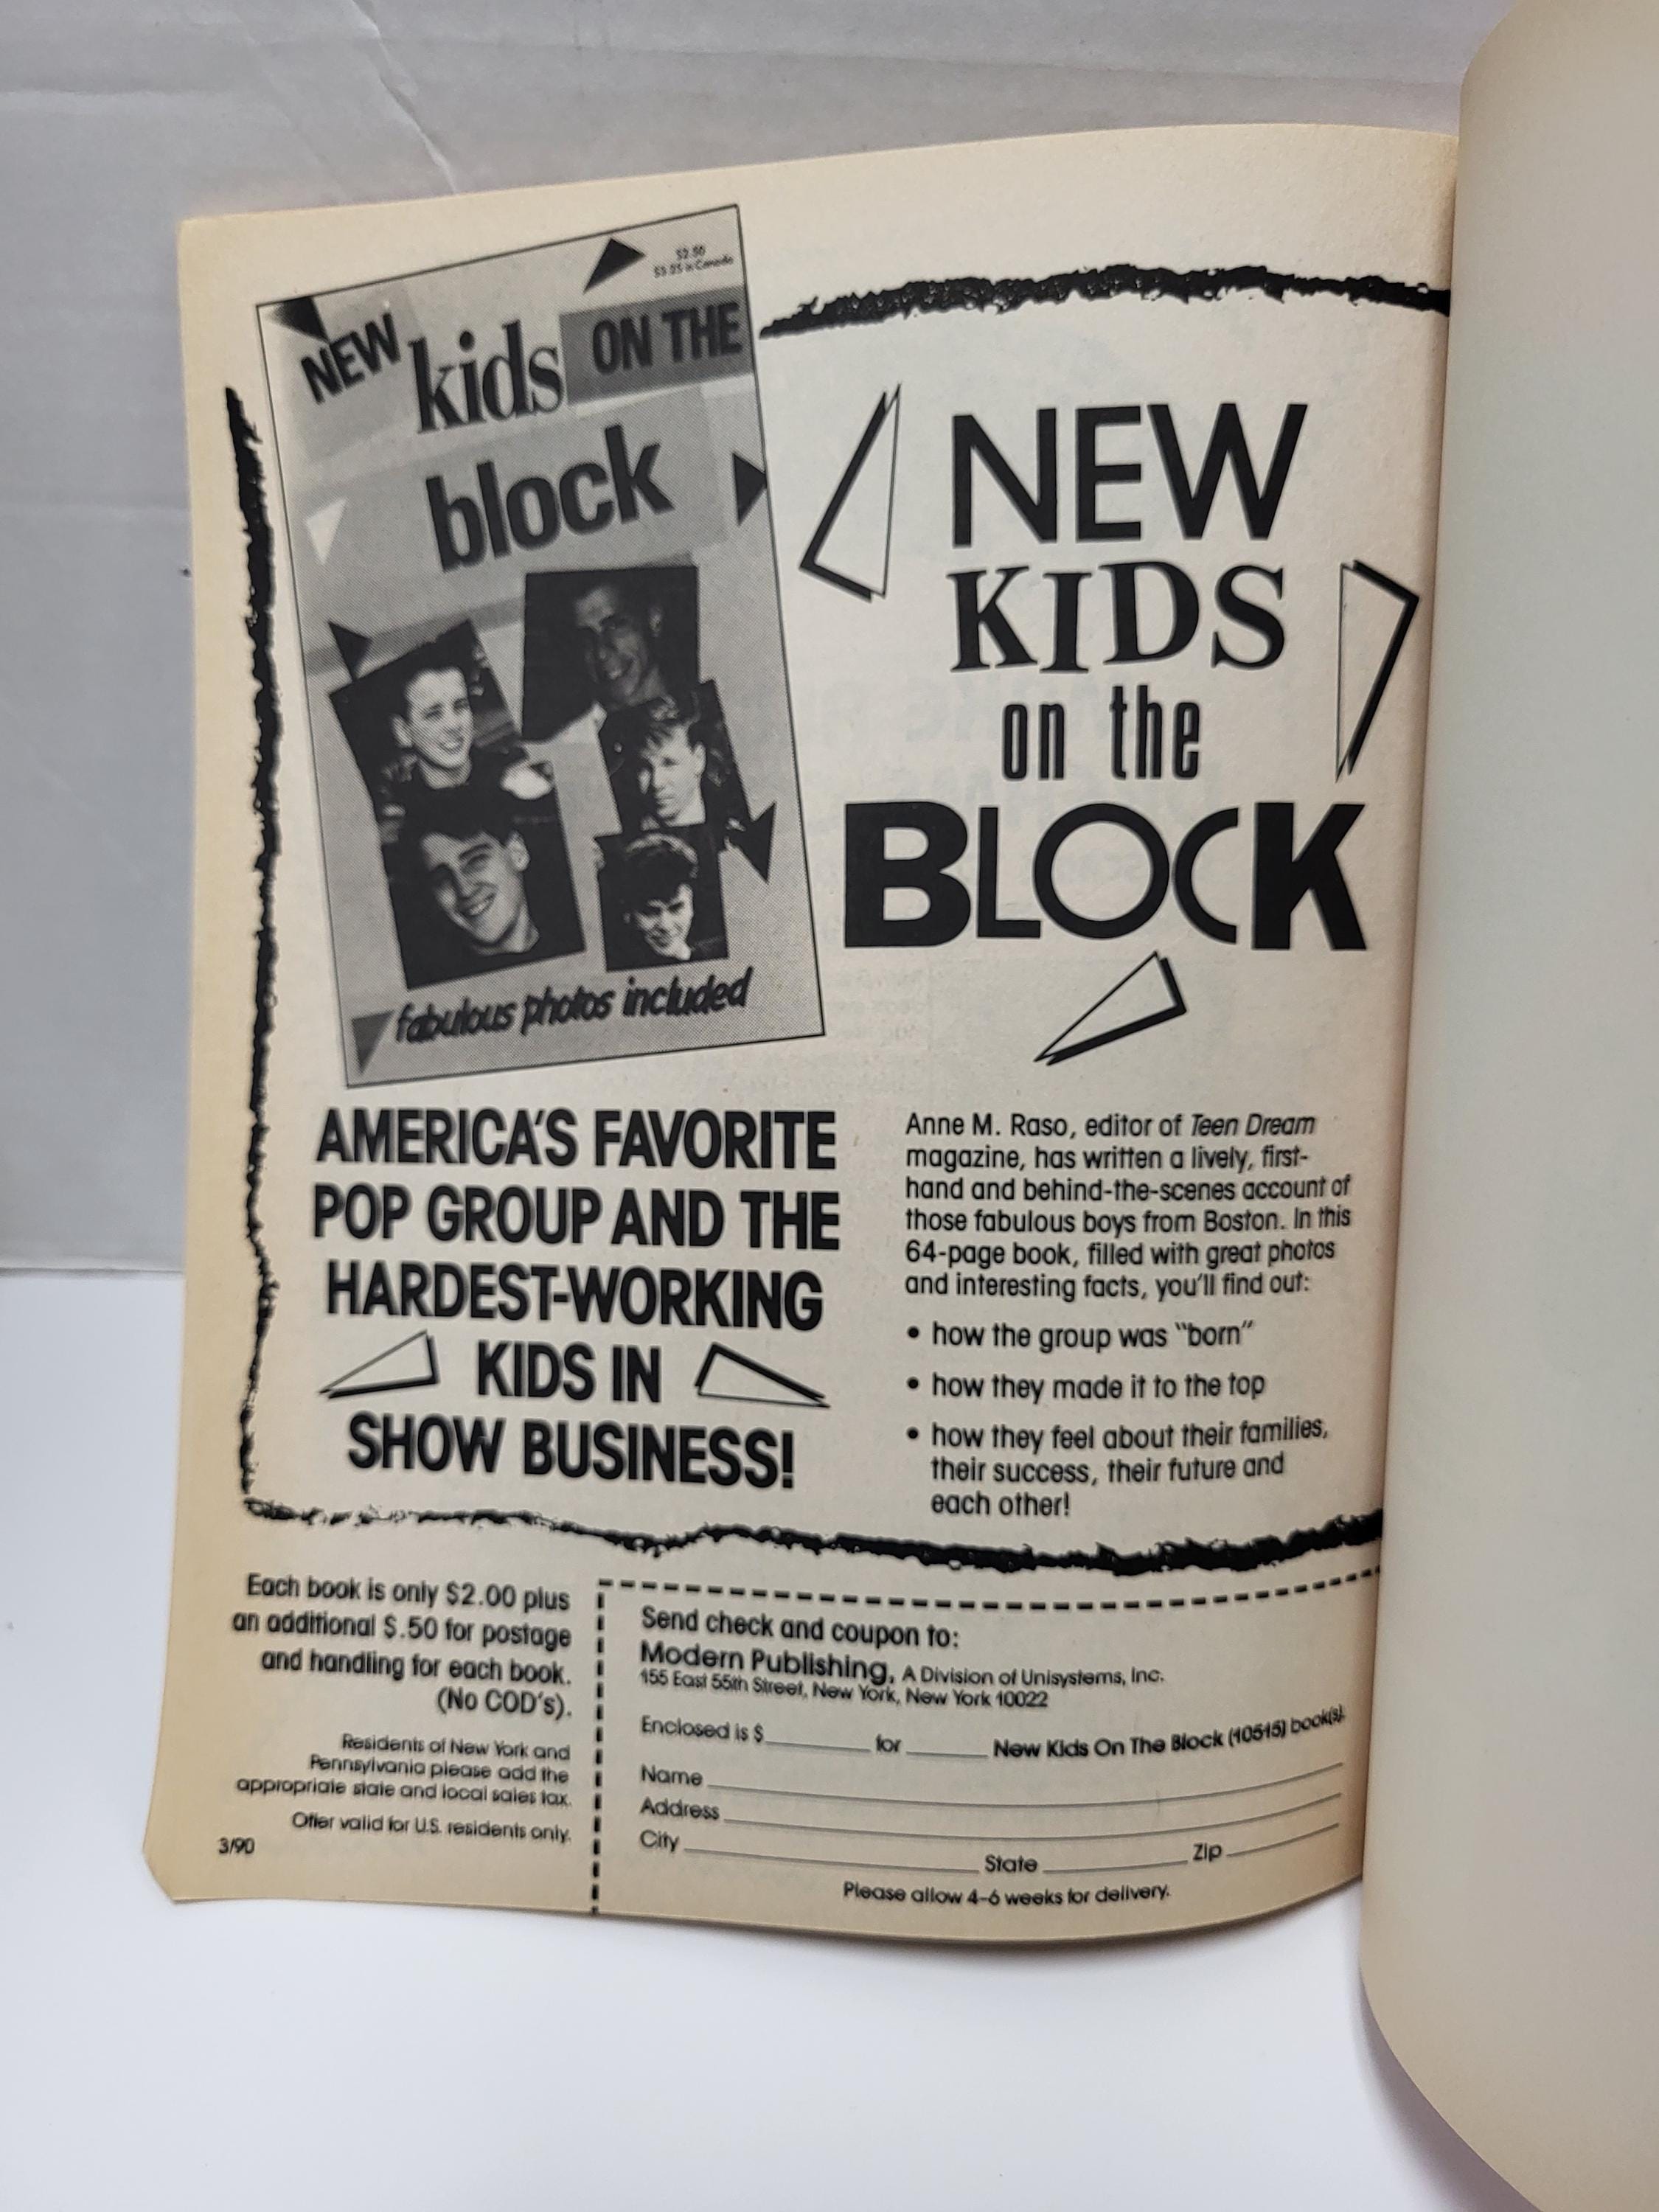 $2.50
$3.25 in Canada
NEW kids ON THE
block
fabulous photos included
NEW
KIDS
on the
BLOCK
AMERICA'S FAVORITE
POP GROUP AND THE
HARDEST-WORKING
KIDS IN
SHOW BUSINESS!
Anne M. Raso, editor of Teen Dream
magazine, has written a lively, first-
hand and behind-the-scenes account of
those fabulous boys from Boston. In this
64-page book, filled with great photos
and interesting facts, you'll find out:
• how the group was "born"
• how they made it to the top
• how they feel about their families,
their success, their future and
each other!
Each book is only $2.00 plus
an additional $.50 for postage
and handling for each book.
(No COD's).
Residents of New York and
Pennsylvania please add the
appropriate state and local sales tax.
Offer valid for U.S. residents only.
3/90
Send check and coupon to:
Modern Publishing, A Division of Unisystems, Inc.
155 East 55th Street, New York, New York 10022
Enclosed is $ for New Kids On The Block (10515) book(s).
Name
Address
City State Zip
Please allow 4-6 weeks for delivery.